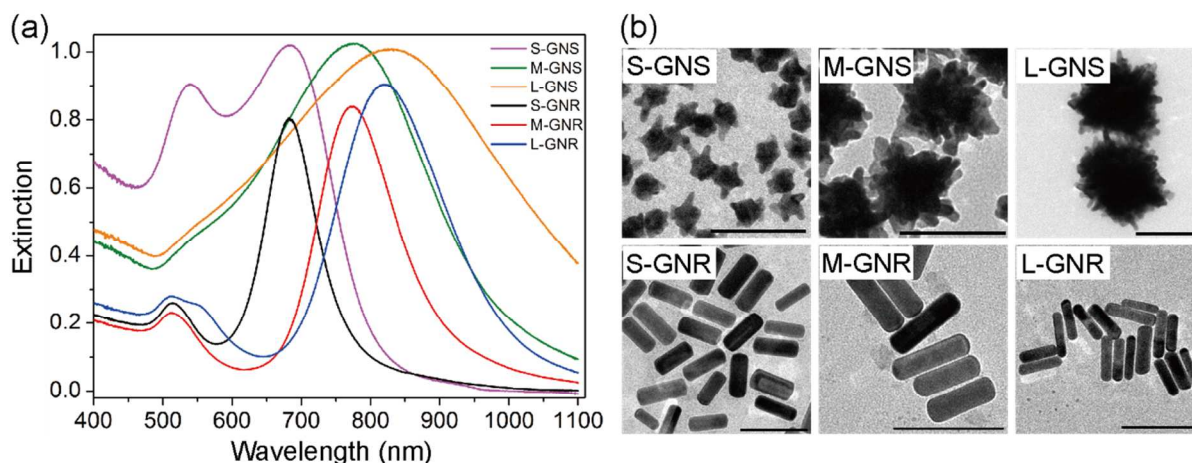 (a)
Extinction
1.0
0.8
0.6
0.4
0.2
0.0
400 500 600 700 800 900 1000 1100
Wavelength (nm)
S-GNS
M-GNS
L-GNS
S-GNR
M-GNR
L-GNR
(b)
S-GNS M-GNS L-GNS
S-GNR M-GNR L-GNR